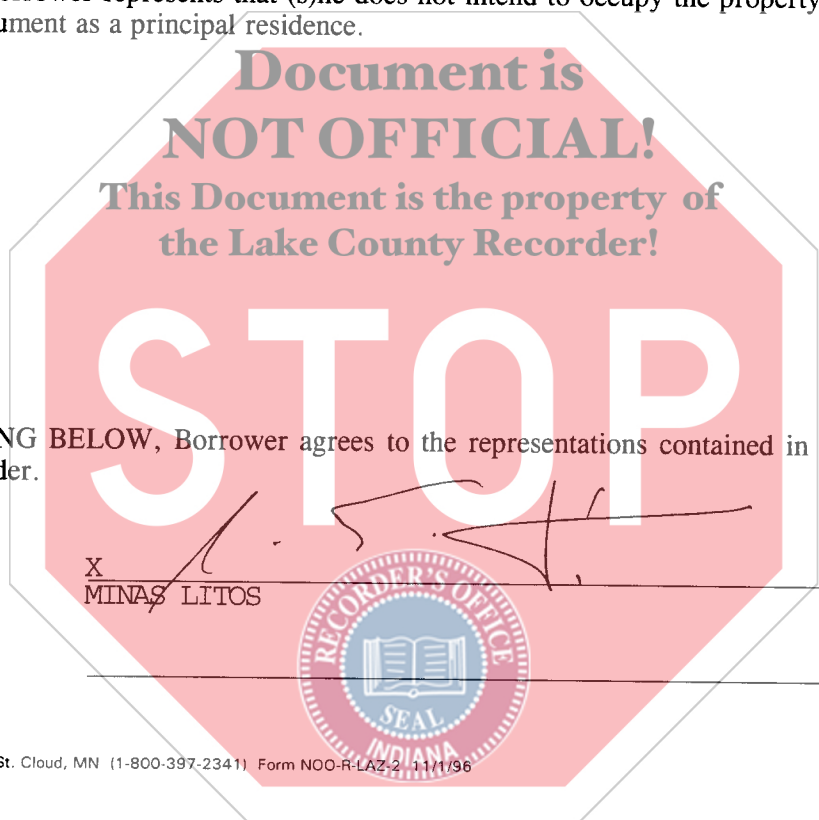 rrower represents that (s)he does not intend to occupy the property
ument as a principal residence.
Document is
NOT OFFICIAL!
This Document is the property of
the Lake County Recorder!
STOP
NG BELOW, Borrower agrees to the representations contained in
der.
X
MINAS LITOS
RECORDER'S OFFICE
SEAL
INDIANA
St. Cloud, MN (1-800-397-2341) Form NOO-R-LAZ-2 11/1/96